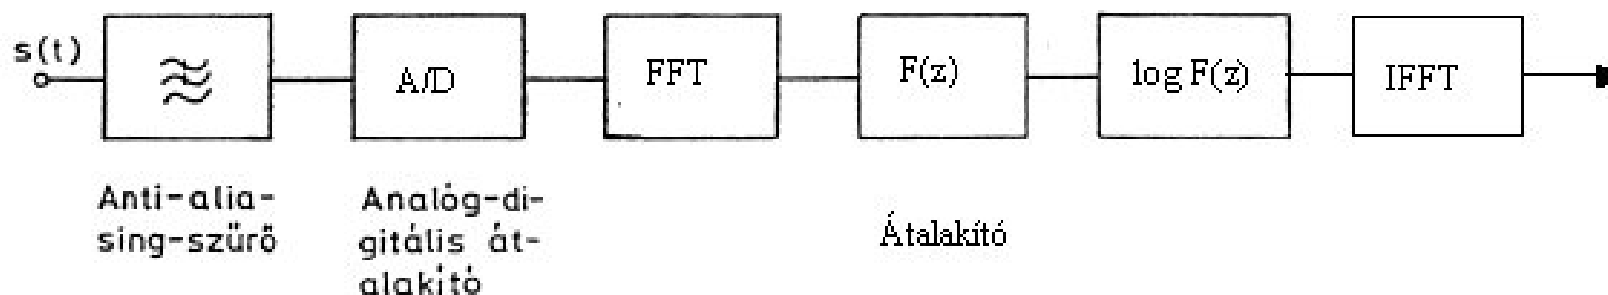 s(t)
A/D
FFT
F(z)
log F(z)
IFFT
Anti-alia-
sing-szűrő
Analóg-di-
gitális át-
alakító
Átalakító